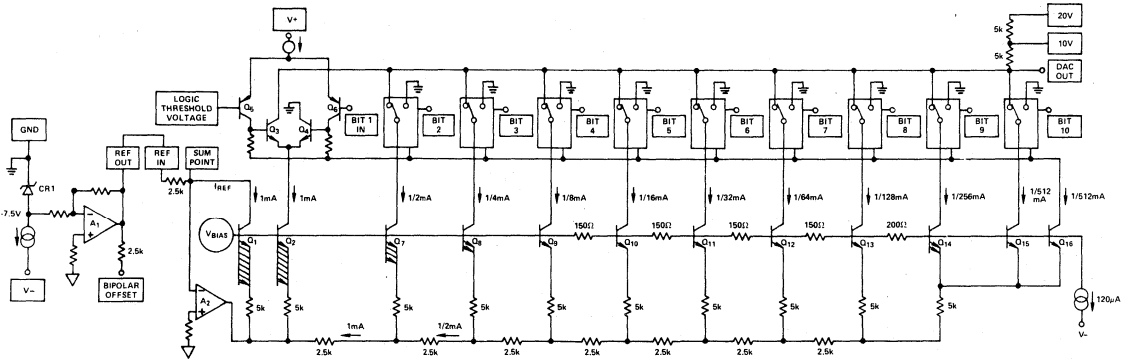 V+
20V
5k
10V
5k
DAC OUT
LOGIC THRESHOLD VOLTAGE
Q5
Q6
Q3
Q4
BIT 1 IN
BIT 2
BIT 3
BIT 4
BIT 5
BIT 6
BIT 7
BIT 8
BIT 9
BIT 10
GND
REF OUT
REF IN
SUM POINT
2.5k
IREF
CR1
-7.5V
A1
−
+
2.5k
V−
BIPOLAR OFFSET
1mA
1mA
1/2mA
1/4mA
1/8mA
1/16mA
1/32mA
1/64mA
1/128mA
1/256mA
1/512 mA
1/512mA
VBIAS
150Ω
150Ω
150Ω
150Ω
200Ω
Q1
Q2
Q7
Q8
Q9
Q10
Q11
Q12
Q13
Q14
Q15
Q16
A2
−
+
5k
5k
5k
5k
5k
5k
5k
5k
5k
5k
120µA
V−
1mA
1/2mA
2.5k
2.5k
2.5k
2.5k
2.5k
2.5k
2.5k